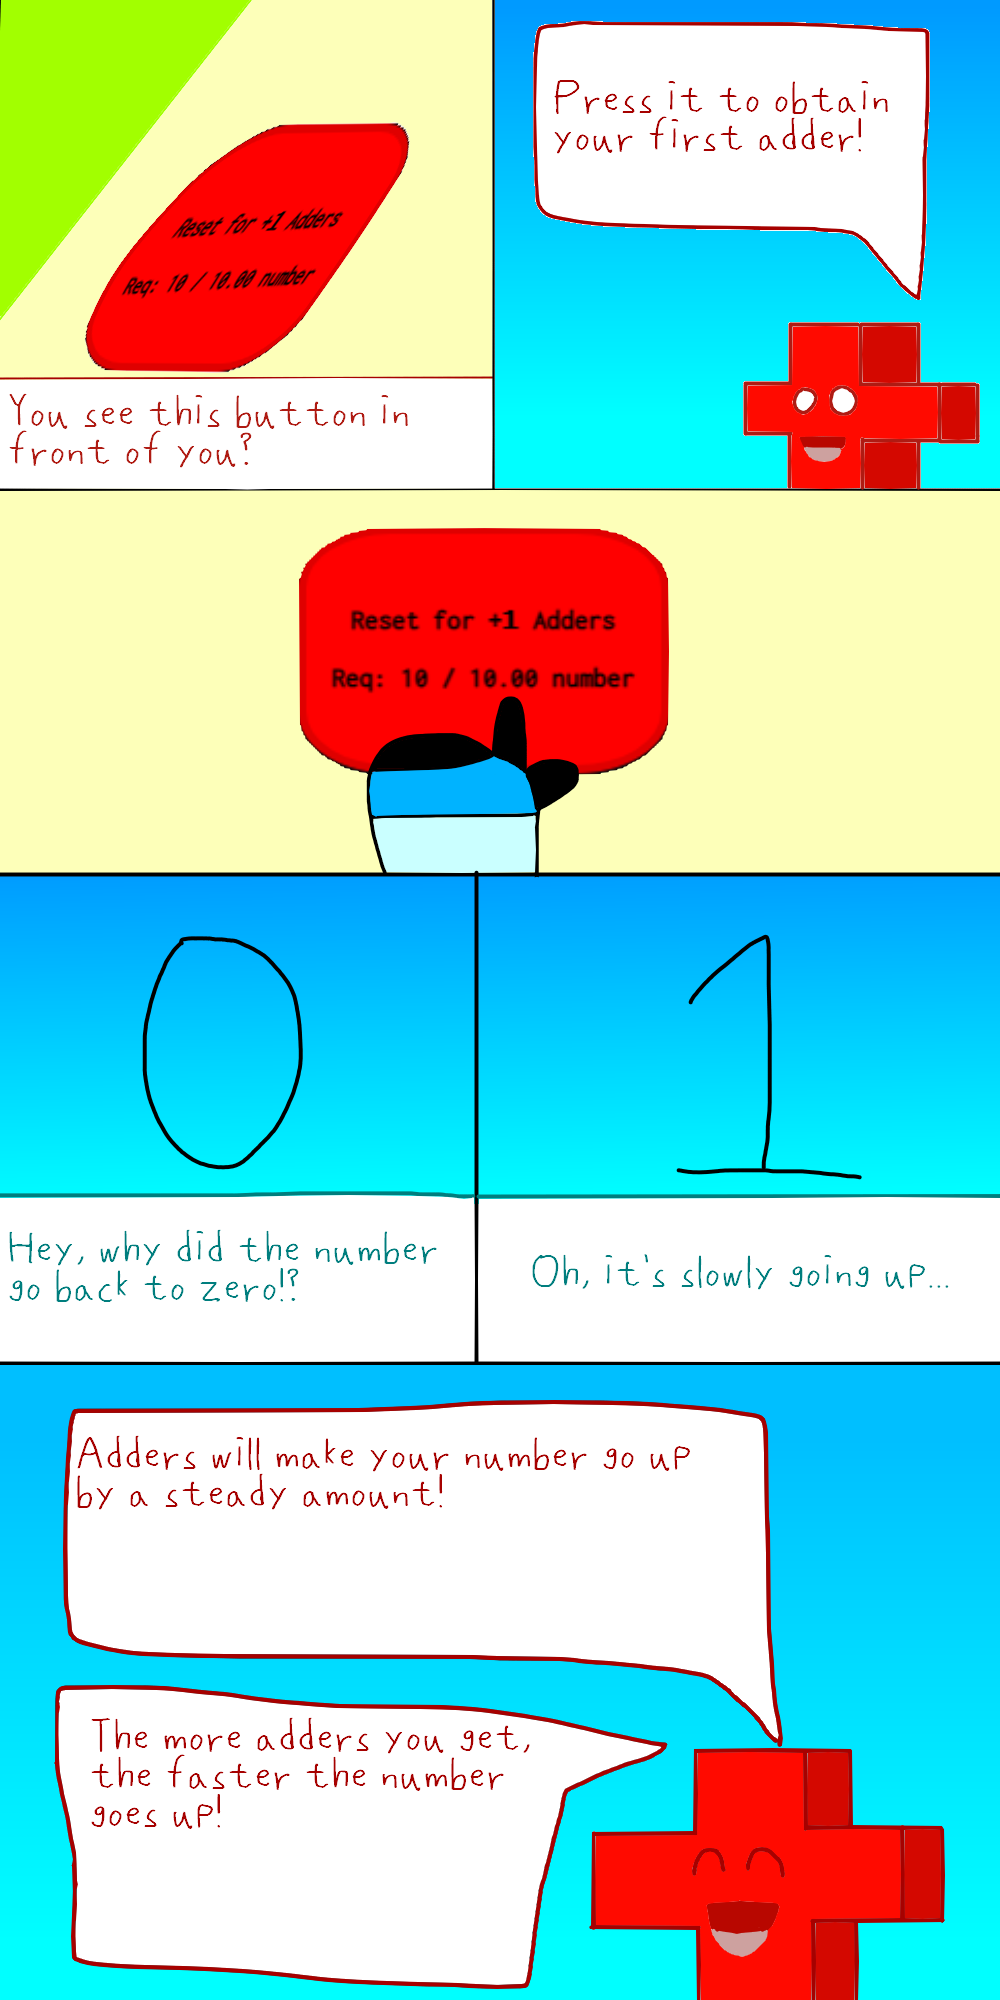 Reset for +1 Adders
Req: 10 / 10.00 number
You see this button in
front of you?
Press it to obtain
your first adder!
Reset for +1 Adders
Req: 10 / 10.00 number
0
Hey, why did the number
go back to zero!?
1
Oh, it's slowly going up...
Adders will make your number go up
by a steady amount!
The more adders you get,
the faster the number
goes up!